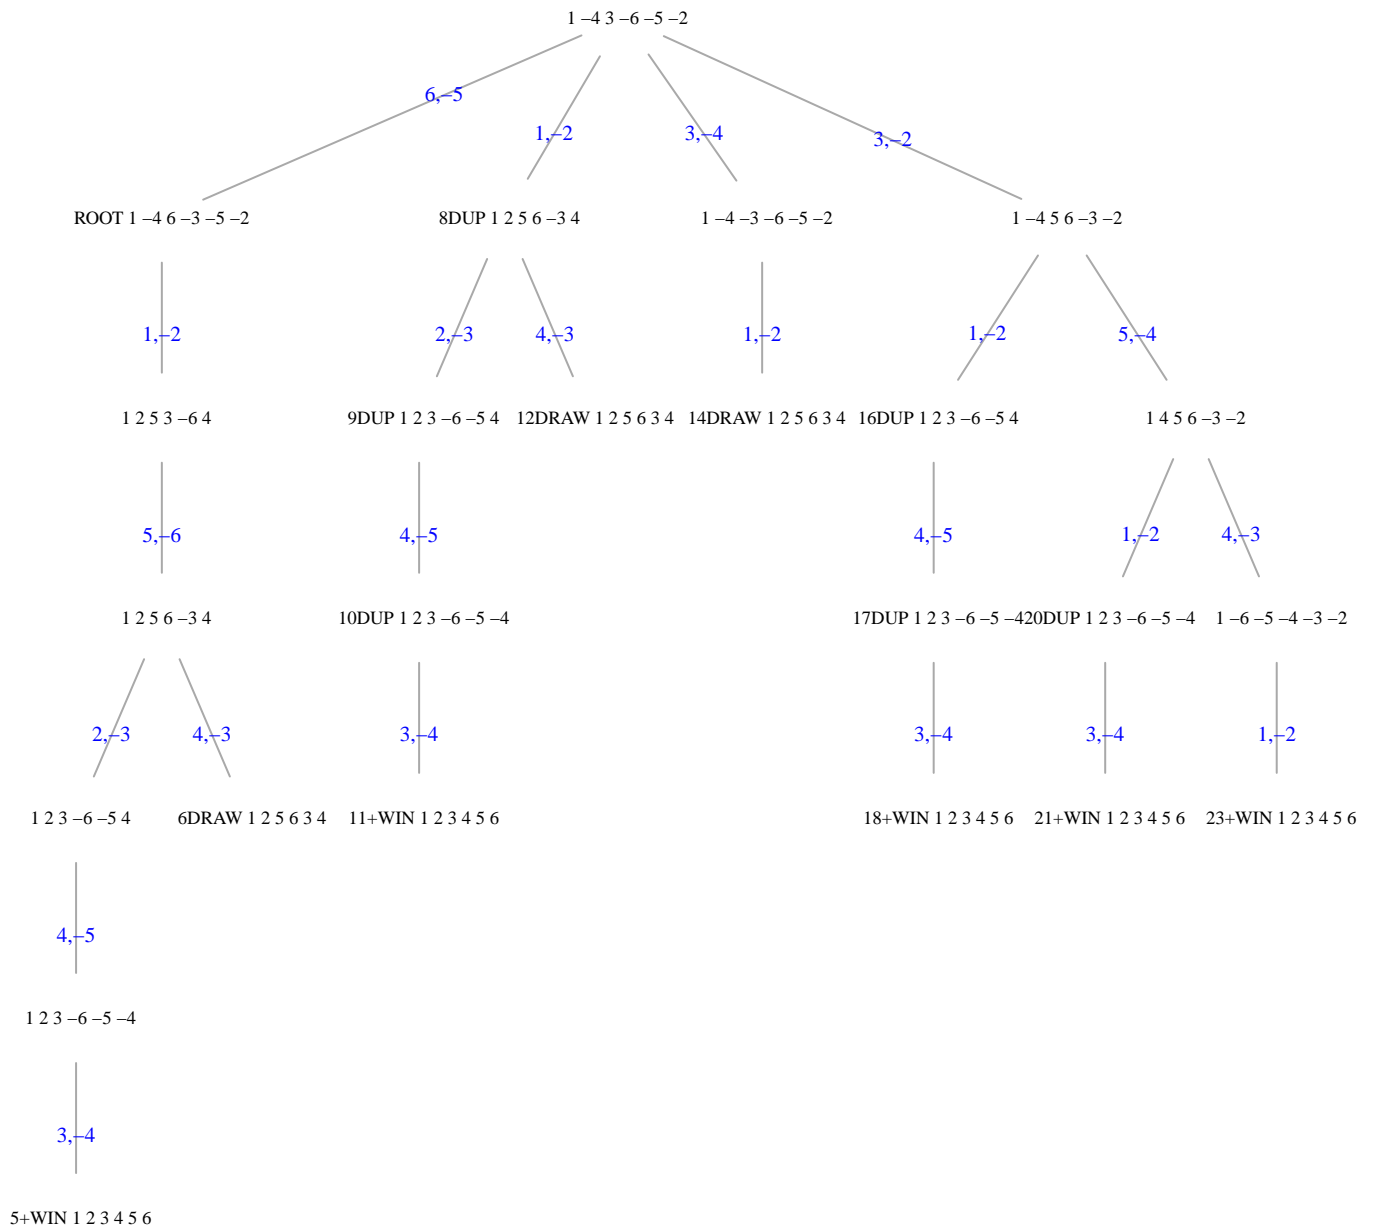 1 –4 3 –6 –5 –2
6,–5
1,–2
3,–4
3,–2
ROOT 1 –4 6 –3 –5 –2
8DUP 1 2 5 6 –3 4
1 –4 –3 –6 –5 –2
1 –4 5 6 –3 –2
1,–2
2,–3
4,–3
1,–2
1,–2
5,–4
1 2 5 3 –6 4
9DUP 1 2 3 –6 –5 4
12DRAW 1 2 5 6 3 4
14DRAW 1 2 5 6 3 4
16DUP 1 2 3 –6 –5 4
1 4 5 6 –3 –2
5,–6
4,–5
4,–5
1,–2
4,–3
1 2 5 6 –3 4
10DUP 1 2 3 –6 –5 –4
17DUP 1 2 3 –6 –5 –4
20DUP 1 2 3 –6 –5 –4
1 –6 –5 –4 –3 –2
2,–3
4,–3
3,–4
3,–4
3,–4
1,–2
1 2 3 –6 –5 4
6DRAW 1 2 5 6 3 4
11+WIN 1 2 3 4 5 6
18+WIN 1 2 3 4 5 6
21+WIN 1 2 3 4 5 6
23+WIN 1 2 3 4 5 6
4,–5
1 2 3 –6 –5 –4
3,–4
5+WIN 1 2 3 4 5 6